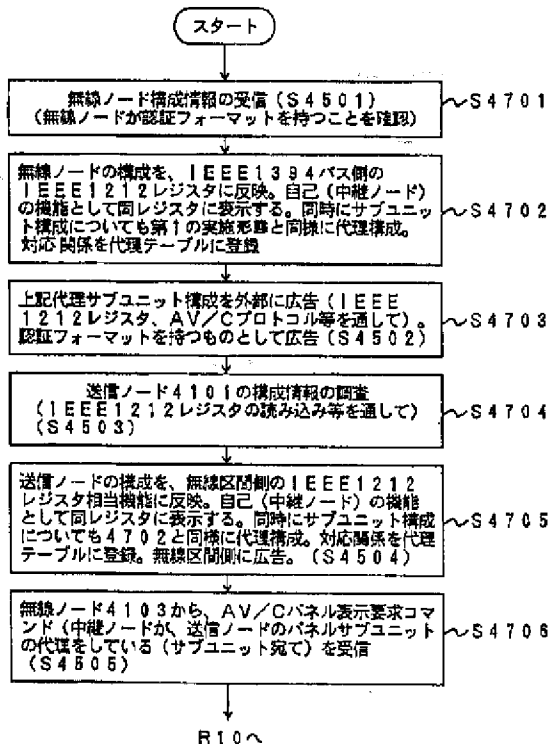 スタート
無線ノード構成情報の受信(S4501)
(無線ノードが認証フォーマットを持つことを確認)
~S4701
無線ノードの構成を、IEEE1394バス側の
IEEE1212レジスタに反映。自己(中継ノード)
の機能として同レジスタに表示する。同時にサブユニッ
ト構成についても第1の実施形態と同様に代理構成。
対応関係を代理テーブルに登録
~S4702
上記代理サブユニット構成を外部に広告(IEEE
1212レジスタ、AV/Cプロトコル等を通して)。
認証フォーマットを持つものとして広告(S4502)
~S4703
送信ノード4101の構成情報の調査
(IEEE1212レジスタの読み込み等を通して)
(S4503)
~S4704
送信ノードの構成を、無線区間側のIEEE1212
レジスタ相当機能に反映。自己(中継ノード)の機能
として同レジスタに表示する。同時にサブユニット構成
についても4702と同様に代理構成。対応関係を代理
テーブルに登録。無線区間側に広告。(S4504)
~S4705
無線ノード4103から、AV/Cパネル表示要求コマ
ンド(中継ノードが、送信ノードのパネルサブユニット
の代理をしている(サブユニット宛て)を受信
(S4505)
~S4706
R10へ